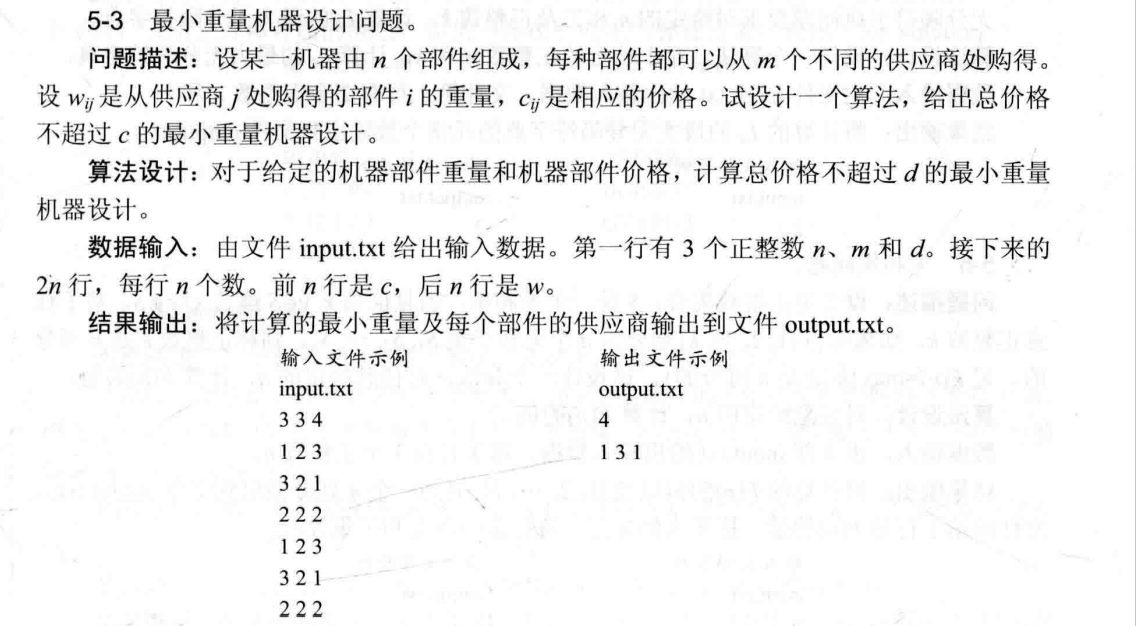 5-3 最小重量机器设计问题。
问题描述：设某一机器由 n 个部件组成，每种部件都可以从 m 个不同的供应商处购得。
设 wij 是从供应商 j 处购得的部件 i 的重量，cij 是相应的价格。试设计一个算法，给出总价格
不超过 c 的最小重量机器设计。
算法设计：对于给定的机器部件重量和机器部件价格，计算总价格不超过 d 的最小重量
机器设计。
数据输入：由文件 input.txt 给出输入数据。第一行有 3 个正整数 n、m 和 d。接下来的
2n 行，每行 n 个数。前 n 行是 c，后 n 行是 w。
结果输出：将计算的最小重量及每个部件的供应商输出到文件 output.txt。
输入文件示例 输出文件示例
input.txt output.txt
3 3 4 4
1 2 3 1 3 1
3 2 1
2 2 2
1 2 3
3 2 1
2 2 2